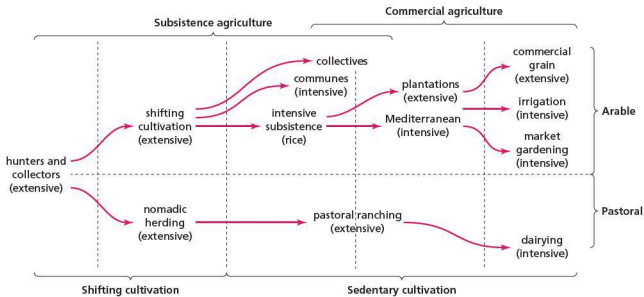 Subsistence agriculture
Commercial agriculture
collectives
communes
(intensive)
shifting
cultivation
(extensive)
intensive
subsistence
(rice)
plantations
(extensive)
Mediterranean
(intensive)
commercial
grain
(extensive)
irrigation
(intensive)
market
gardening
(intensive)
Arable
hunters and
collectors
(extensive)
nomadic
herding
(extensive)
pastoral ranching
(extensive)
dairying
(intensive)
Pastoral
Shifting cultivation
Sedentary cultivation